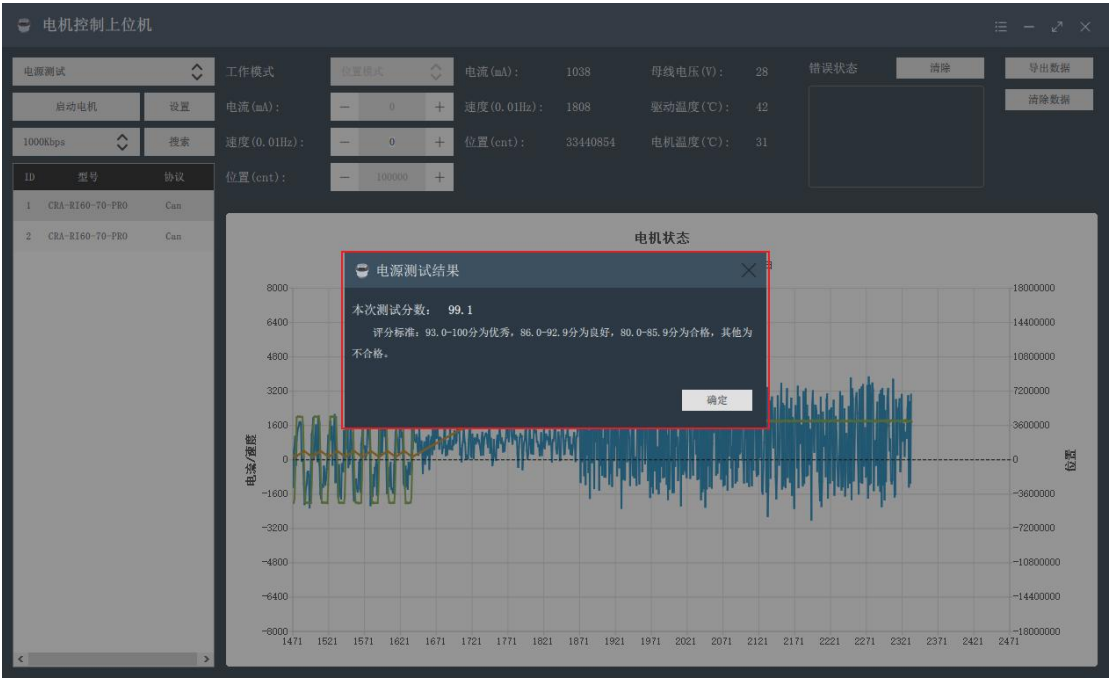 电机控制上位机
电源测试
启动电机 设置
1000Kbps 搜索
ID 型号 协议
1 CRA-RI60-70-PRO Can
2 CRA-RI60-70-PRO Can
工作模式 位置模式 电流(mA): 1038 母线电压(V): 28 错误状态 清除 导出数据
电流(mA): － 0 ＋ 速度(0.01Hz): 1808 驱动温度(℃): 42 清除数据
速度(0.01Hz): － 0 ＋ 位置(cnt): 33440854 电机温度(℃): 31
位置(cnt): － 100000 ＋
电机状态
电源测试结果
本次测试分数: 99.1
评分标准: 93.0-100分为优秀, 86.0-92.9分为良好, 80.0-85.9分为合格, 其他为
不合格。
确定
电流/速度
8000
6400
4800
3200
1600
0
-1600
-3200
-4800
-6400
-8000
18000000
14400000
10800000
7200000
3600000
0
-3600000
-7200000
-10800000
-14400000
-18000000
位置
1471 1521 1571 1621 1671 1721 1771 1821 1871 1921 1971 2021 2071 2121 2171 2221 2271 2321 2371 2421 2471